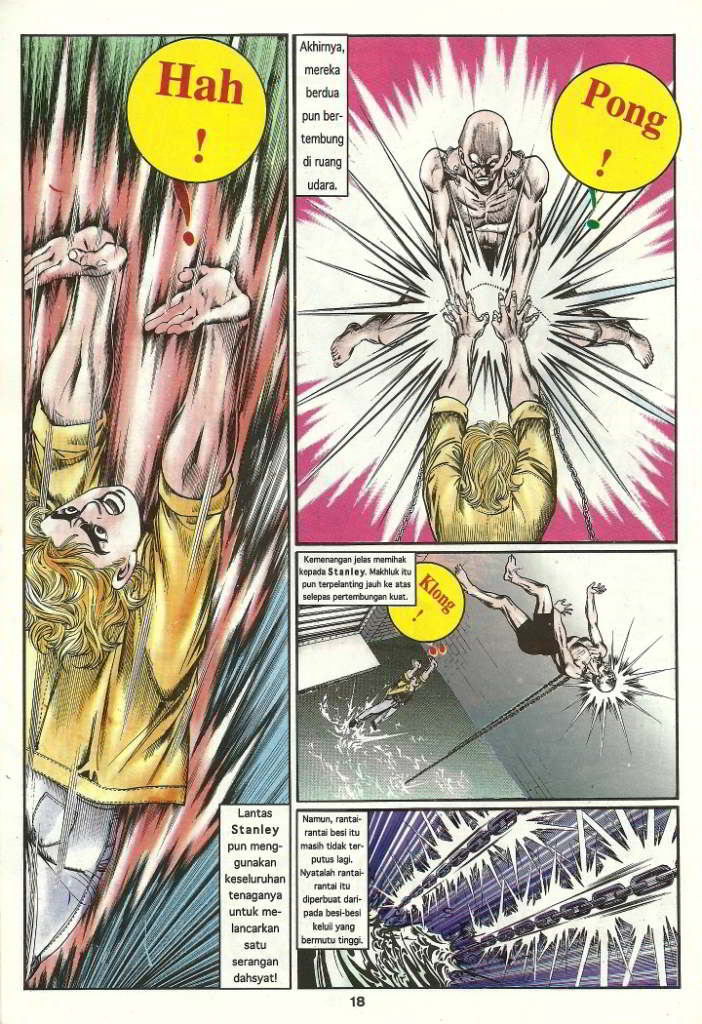 Hah
!
Lantas
Stanley
pun meng-
gunakan
keseluruhan
tenaganya
untuk me-
lancarkan
satu
serangan
dahsyat!
Akhirnya,
mereka
berdua
pun ber-
tembung
di ruang
udara.
Pong
!
Kemenangan jelas memihak
kepada Stanley. Makhluk itu
pun terpelanting jauh ke atas
selepas pertembungan kuat.
Klong
!
Namun, rantai-
rantai besi itu
masih tidak ter-
putus lagi.
Nyatalah rantai-
rantai itu
diperbuat dari-
pada besi-besi
keluli yang
bermutu tinggi.
18